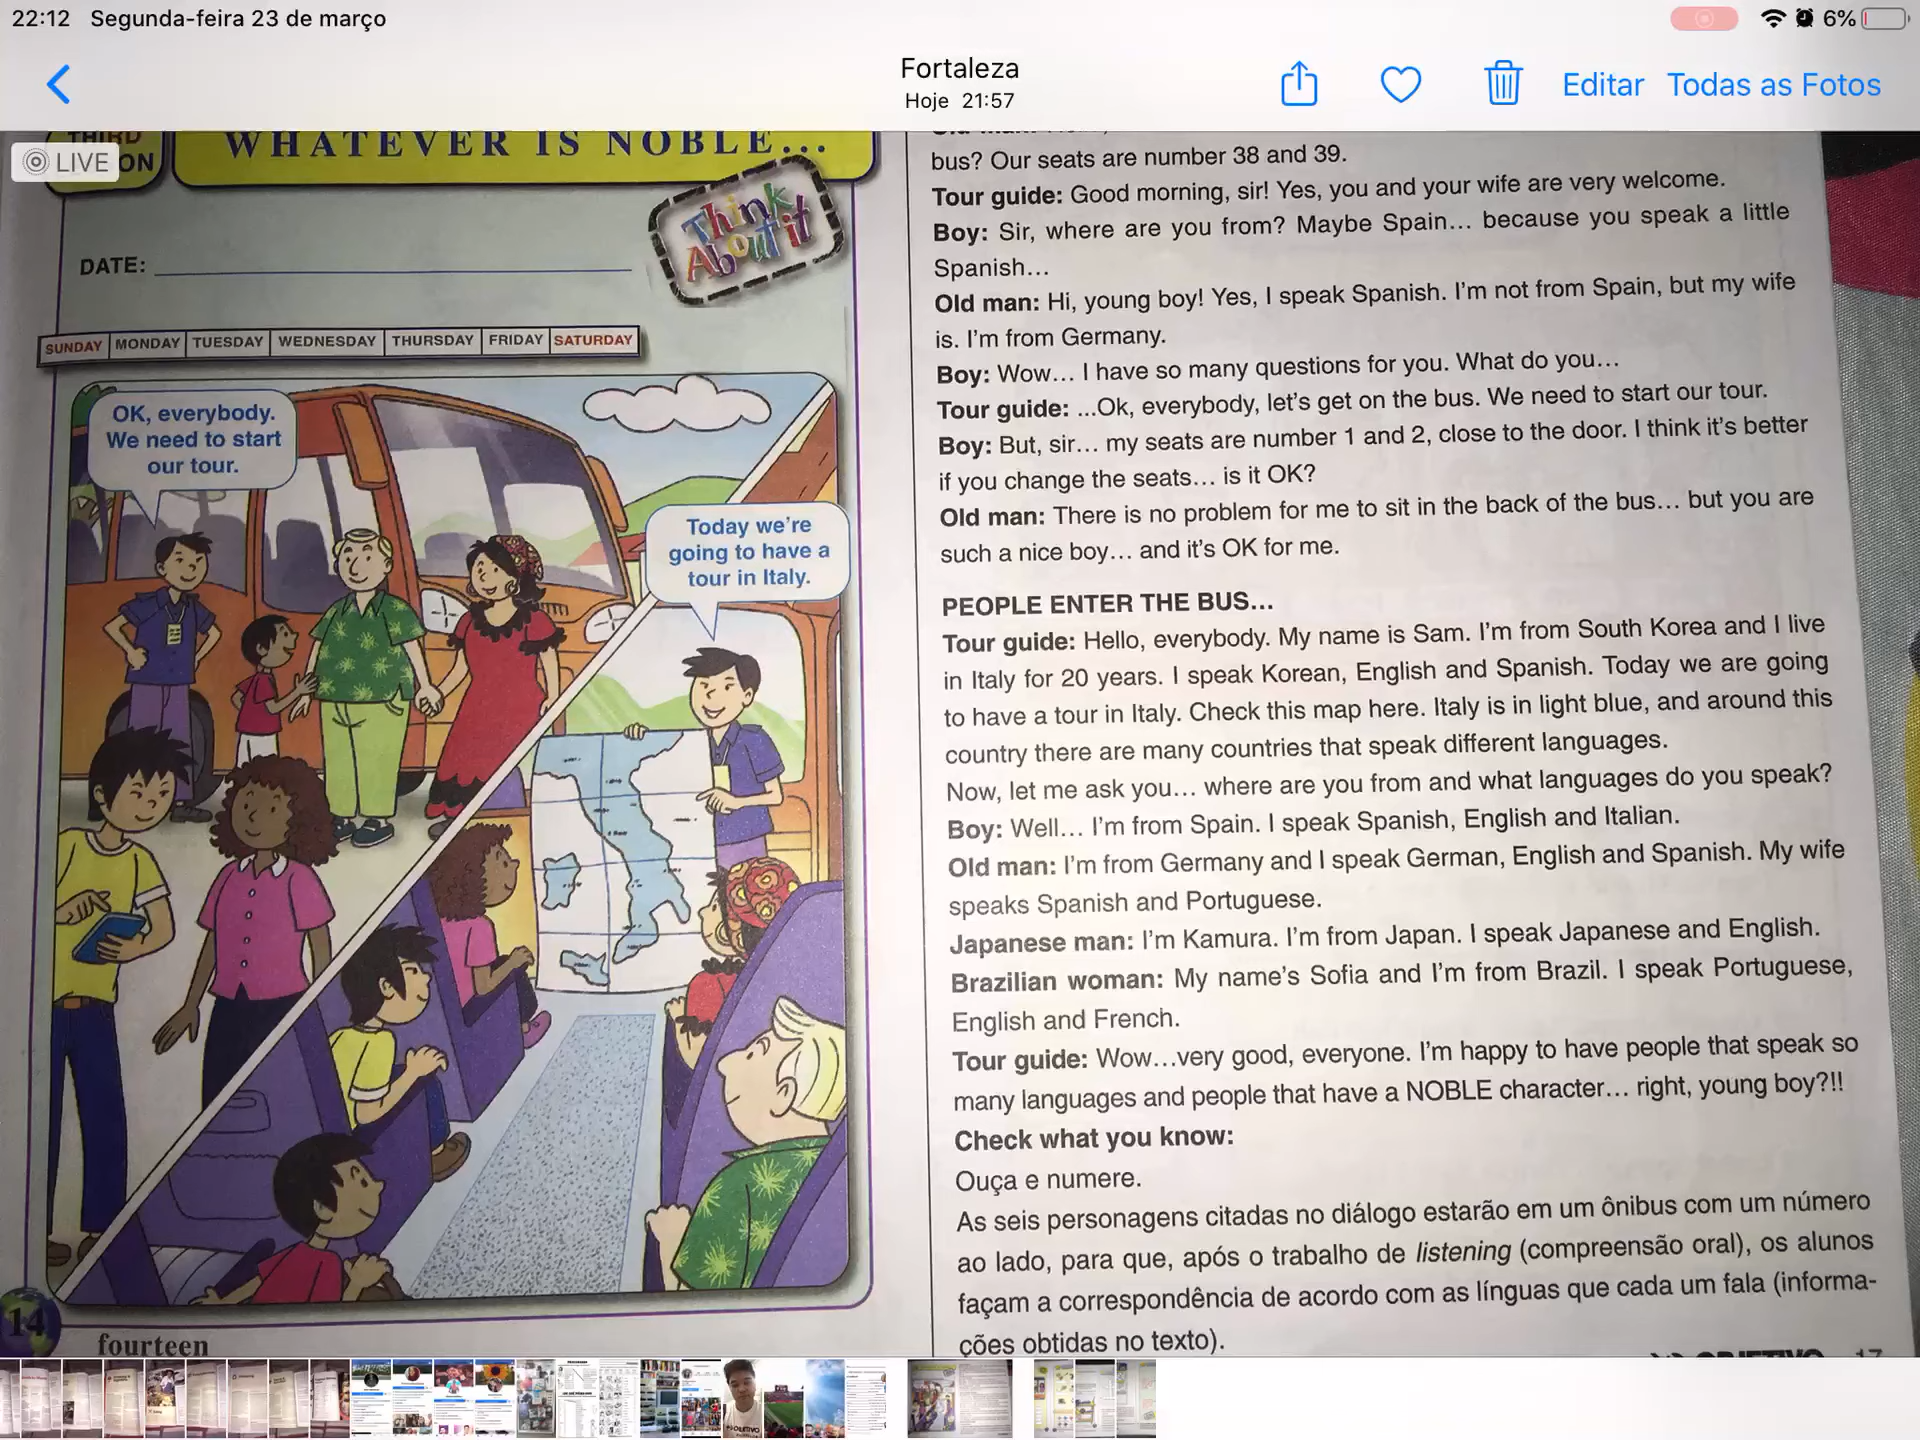 22:12 Segunda-feira 23 de março
6%
Fortaleza
Hoje 21:57
Editar
Todas as Fotos
LIVE
THIRD
ON
WHATEVER IS NOBLE...
Think
About it
DATE:
SUNDAY MONDAY TUESDAY WEDNESDAY THURSDAY FRIDAY SATURDAY
OK, everybody.
We need to start
our tour.
Today we're
going to have a
tour in Italy.
14
fourteen
Old man:
bus? Our seats are number 38 and 39.
Tour guide: Good morning, sir! Yes, you and your wife are very welcome.
Boy: Sir, where are you from? Maybe Spain... because you speak a little
Spanish...
Old man: Hi, young boy! Yes, I speak Spanish. I'm not from Spain, but my wife
is. I'm from Germany.
Boy: Wow... I have so many questions for you. What do you...
Tour guide: ...Ok, everybody, let's get on the bus. We need to start our tour.
Boy: But, sir... my seats are number 1 and 2, close to the door. I think it's better
if you change the seats... is it OK?
Old man: There is no problem for me to sit in the back of the bus... but you are
such a nice boy... and it's OK for me.
PEOPLE ENTER THE BUS...
Tour guide: Hello, everybody. My name is Sam. I'm from South Korea and I live
in Italy for 20 years. I speak Korean, English and Spanish. Today we are going
to have a tour in Italy. Check this map here. Italy is in light blue, and around this
country there are many countries that speak different languages.
Now, let me ask you... where are you from and what languages do you speak?
Boy: Well... I'm from Spain. I speak Spanish, English and Italian.
Old man: I'm from Germany and I speak German, English and Spanish. My wife
speaks Spanish and Portuguese.
Japanese man: I'm Kamura. I'm from Japan. I speak Japanese and English.
Brazilian woman: My name's Sofia and I'm from Brazil. I speak Portuguese,
English and French.
Tour guide: Wow...very good, everyone. I'm happy to have people that speak so
many languages and people that have a NOBLE character... right, young boy?!!
Check what you know:
Ouça e numere.
As seis personagens citadas no diálogo estarão em um ônibus com um número
ao lado, para que, após o trabalho de listening (compreensão oral), os alunos
façam a correspondência de acordo com as línguas que cada um fala (informa-
ções obtidas no texto).
OBJETIVO 17